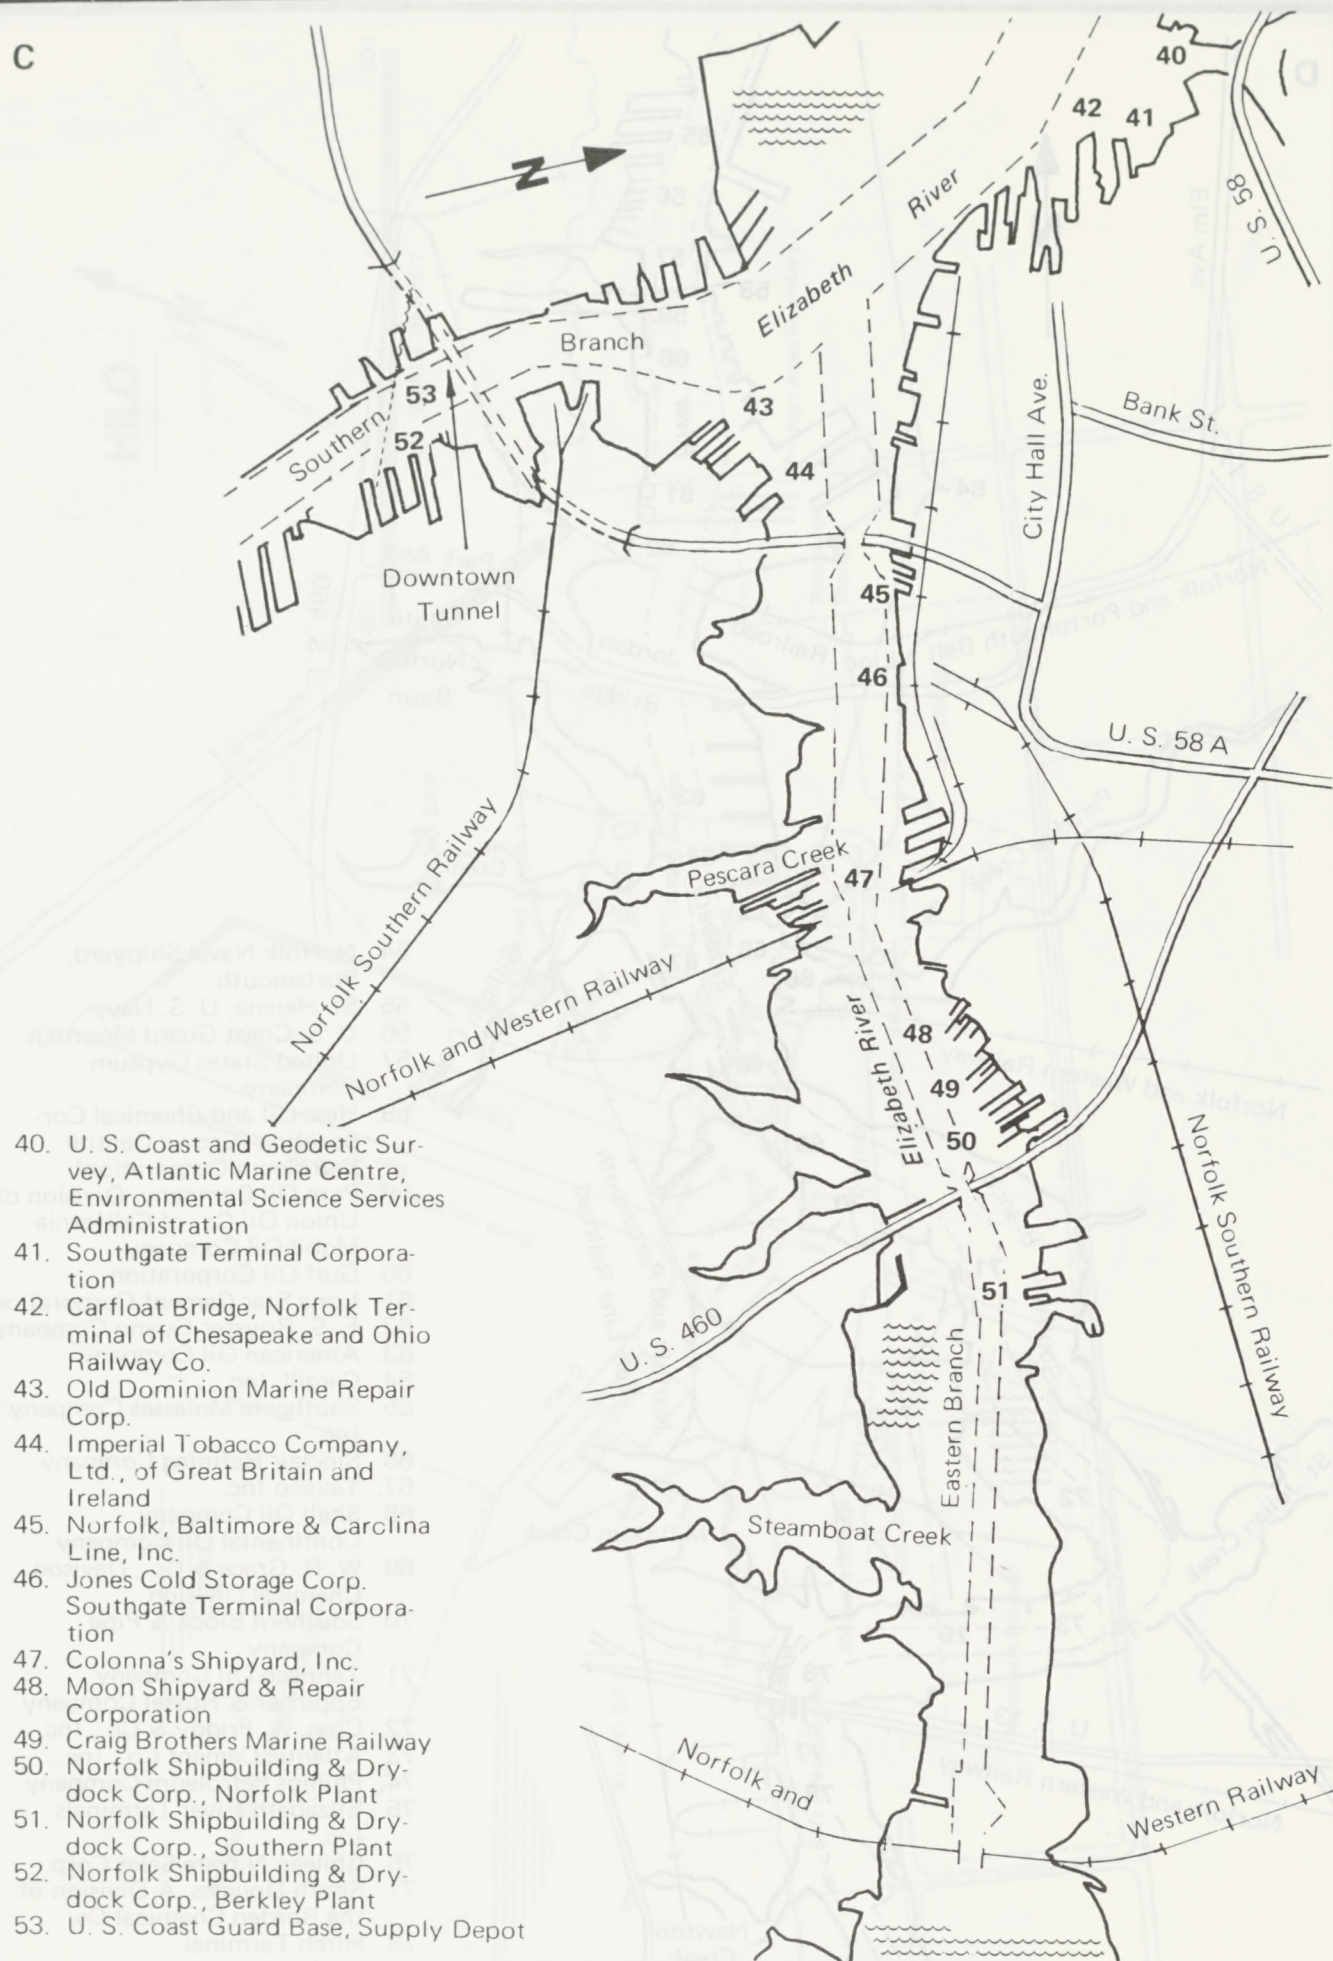 C
40
42
41
U. S. 58
N
River
Elizabeth
Branch
City Hall Ave.
Bank St.
53
43
Southern
52
44
Downtown
Tunnel
45
46
U. S. 58 A
Pescara Creek
47
Norfolk Southern Railway
Norfolk and Western Railway
Elizabeth River
48
49
50
Norfolk Southern Railway
51
U. S. 460
Eastern Branch
Steamboat Creek
Norfolk and
Western Railway
40. U. S. Coast and Geodetic Sur-
vey, Atlantic Marine Centre,
Environmental Science Services
Administration
41. Southgate Terminal Corpora-
tion
42. Carfloat Bridge, Norfolk Ter-
minal of Chesapeake and Ohio
Railway Co.
43. Old Dominion Marine Repair
Corp.
44. Imperial Tobacco Company,
Ltd., of Great Britain and
Ireland
45. Norfolk, Baltimore & Carclina
Line, Inc.
46. Jones Cold Storage Corp.
Southgate Terminal Corpora-
tion
47. Colonna's Shipyard, Inc.
48. Moon Shipyard & Repair
Corporation
49. Craig Brothers Marine Railway
50. Norfolk Shipbuilding & Dry-
dock Corp., Norfolk Plant
51. Norfolk Shipbuilding & Dry-
dock Corp., Southern Plant
52. Norfolk Shipbuilding & Dry-
dock Corp., Berkley Plant
53. U. S. Coast Guard Base, Supply Depot